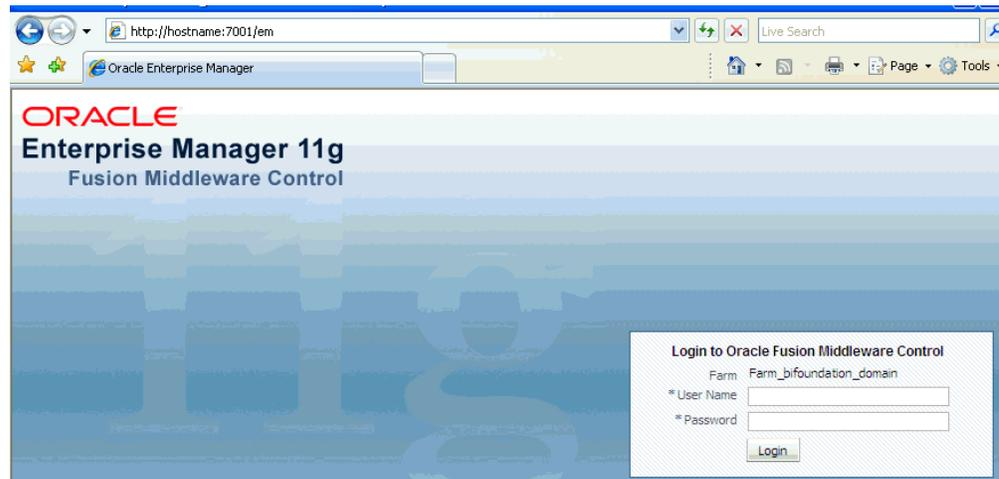 http://hostname:7001/em
Live Search
Oracle Enterprise Manager
Page
Tools
ORACLE
Enterprise Manager 11g
Fusion Middleware Control
11g
Login to Oracle Fusion Middleware Control
Farm Farm_bifoundation_domain
* User Name
* Password
Login